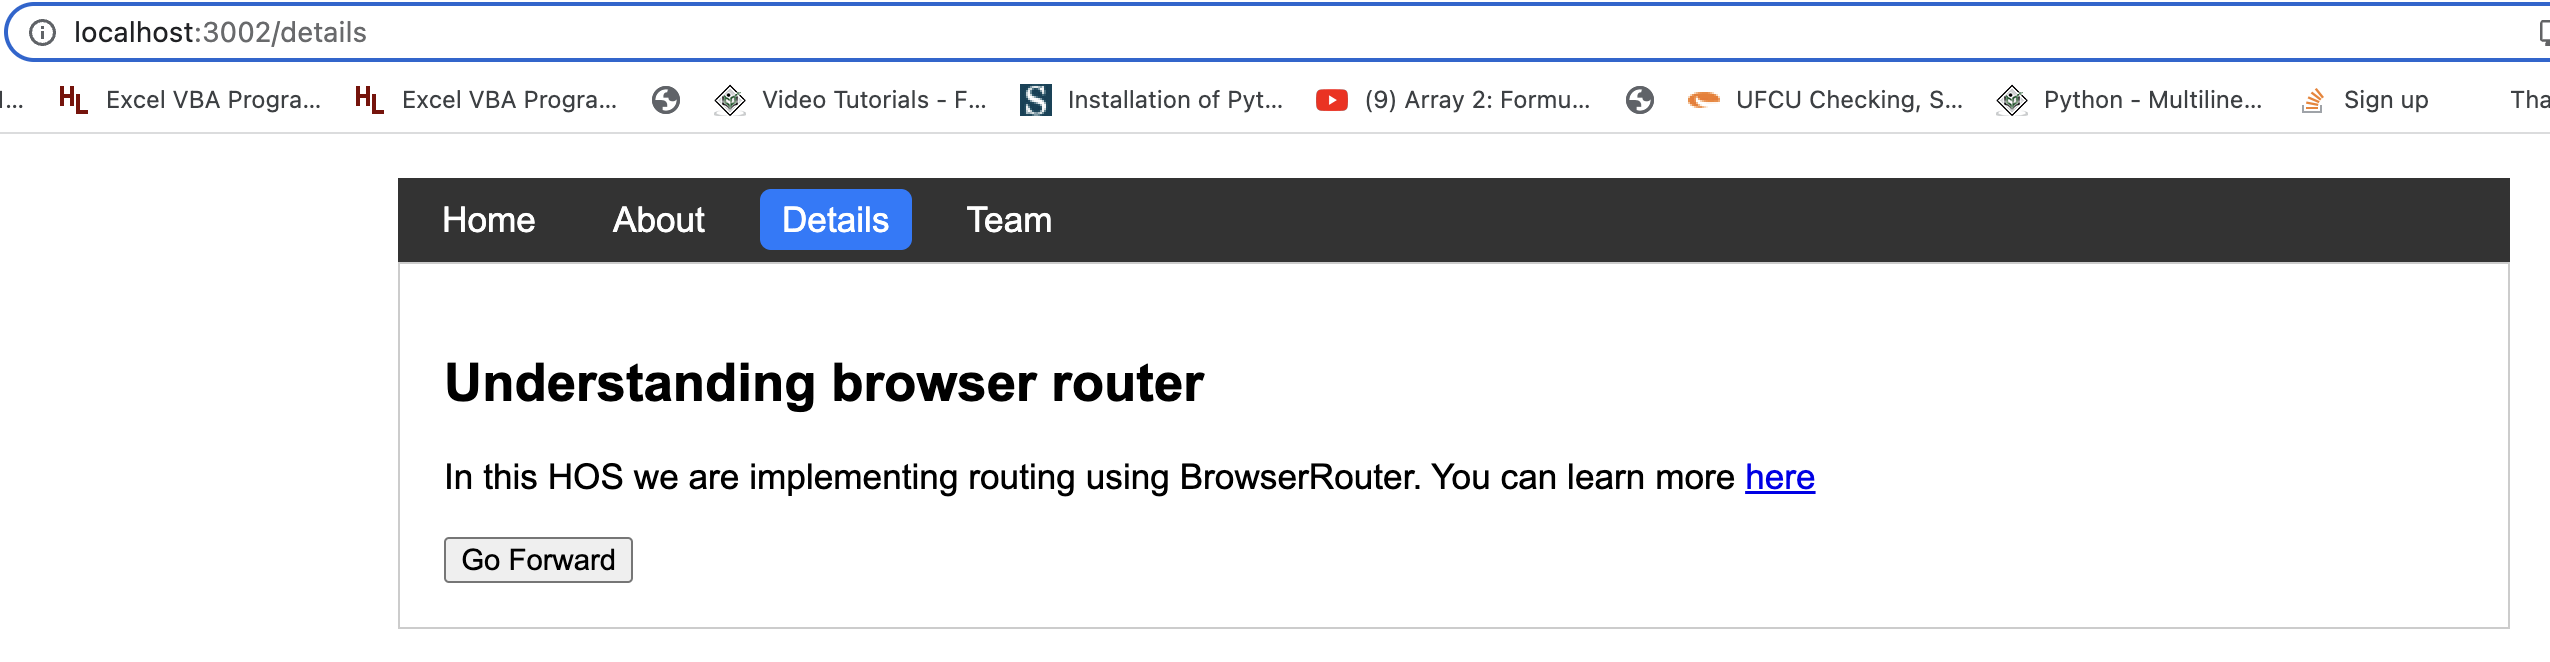 localhost:3002/details
... Excel VBA Progra... Excel VBA Progra... Video Tutorials - F... Installation of Pyt... (9) Array 2: Formu... UFCU Checking, S... Python - Multiline... Sign up Tha
Home About Details Team
Understanding browser router
In this HOS we are implementing routing using BrowserRouter. You can learn more here
Go Forward